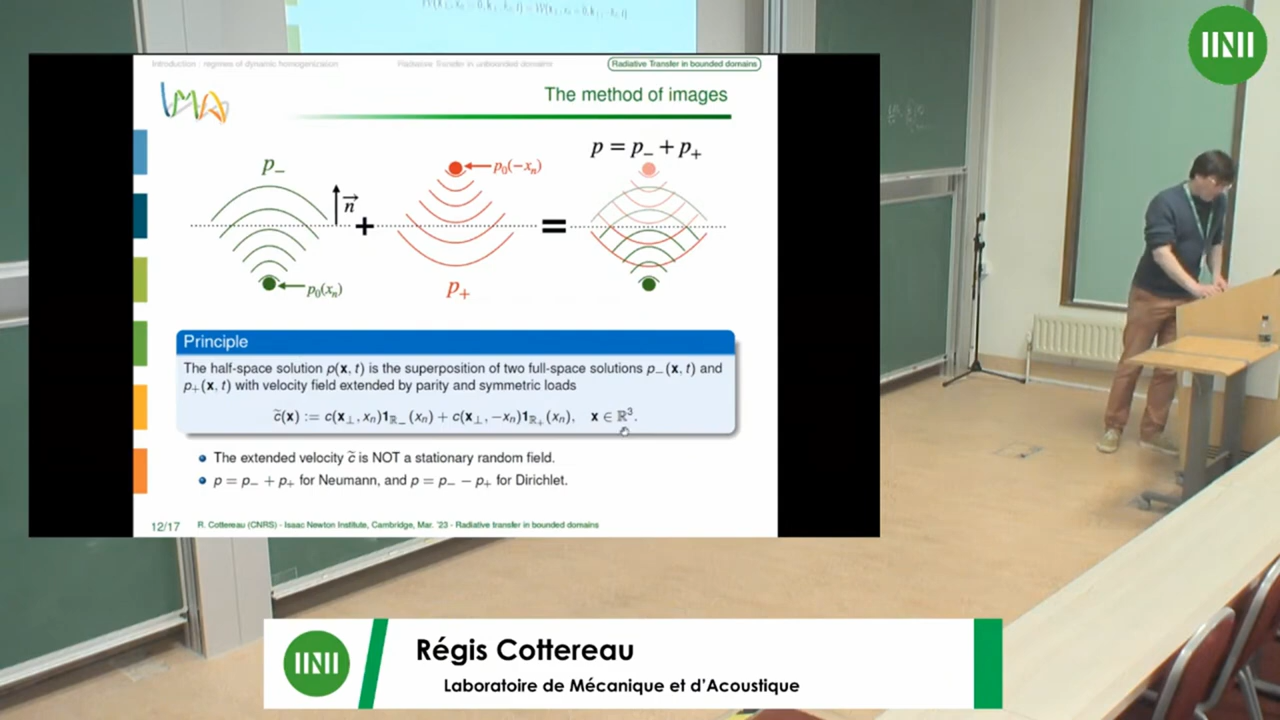 Introduction : regimes of dynamic homogenization
Radiative Transfer in unbounded domains
Radiative Transfer in bounded domains
LMA
The method of images
p₋
n⃗
p₀(xₙ)
+
p₀(−xₙ)
p₊
=
p = p₋ + p₊
Principle
The half-space solution p(x, t) is the superposition of two full-space solutions p₋(x, t) and
p₊(x, t) with velocity field extended by parity and symmetric loads
c̃(x) := c(x⊥, xₙ)1ℝ₋(xₙ) + c(x⊥, −xₙ)1ℝ₊(xₙ), x ∈ ℝ³.
The extended velocity c̃ is NOT a stationary random field.
p = p₋ + p₊ for Neumann, and p = p₋ − p₊ for Dirichlet.
12/17
R. Cottereau (CNRS) - Isaac Newton Institute, Cambridge, Mar. '23 - Radiative transfer in bounded domains
Régis Cottereau
Laboratoire de Mécanique et d'Acoustique